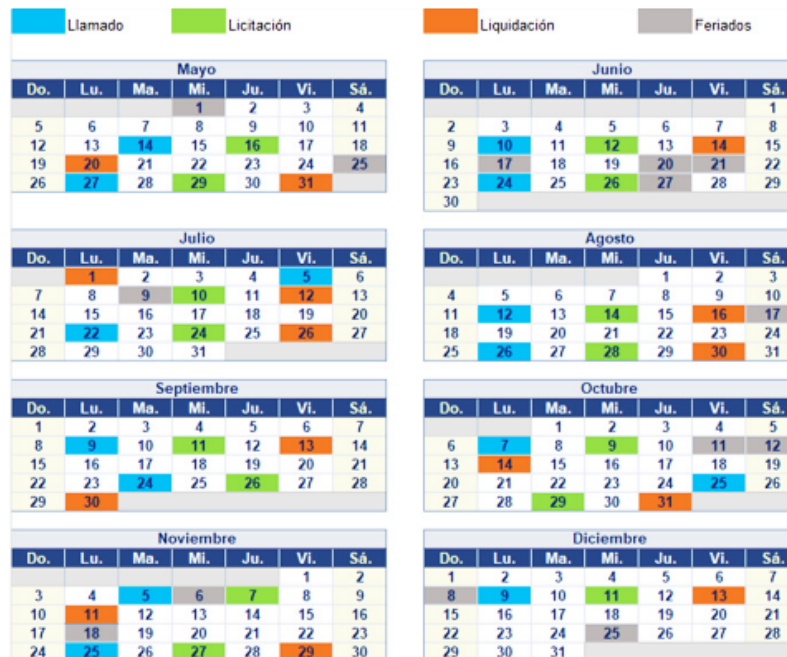 Llamado Licitación Liquidación Feriados
Mayo
Do. Lu. Ma. Mi. Ju. Vi. Sá.
1 2 3 4
5 6 7 8 9 10 11
12 13 14 15 16 17 18
19 20 21 22 23 24 25
26 27 28 29 30 31
Junio
Do. Lu. Ma. Mi. Ju. Vi. Sá.
1
2 3 4 5 6 7 8
9 10 11 12 13 14 15
16 17 18 19 20 21 22
23 24 25 26 27 28 29
30
Julio
Do. Lu. Ma. Mi. Ju. Vi. Sá.
1 2 3 4 5 6
7 8 9 10 11 12 13
14 15 16 17 18 19 20
21 22 23 24 25 26 27
28 29 30 31
Agosto
Do. Lu. Ma. Mi. Ju. Vi. Sá.
1 2 3
4 5 6 7 8 9 10
11 12 13 14 15 16 17
18 19 20 21 22 23 24
25 26 27 28 29 30 31
Septiembre
Do. Lu. Ma. Mi. Ju. Vi. Sá.
1 2 3 4 5 6 7
8 9 10 11 12 13 14
15 16 17 18 19 20 21
22 23 24 25 26 27 28
29 30
Octubre
Do. Lu. Ma. Mi. Ju. Vi. Sá.
1 2 3 4 5
6 7 8 9 10 11 12
13 14 15 16 17 18 19
20 21 22 23 24 25 26
27 28 29 30 31
Noviembre
Do. Lu. Ma. Mi. Ju. Vi. Sá.
1 2
3 4 5 6 7 8 9
10 11 12 13 14 15 16
17 18 19 20 21 22 23
24 25 26 27 28 29 30
Diciembre
Do. Lu. Ma. Mi. Ju. Vi. Sá.
1 2 3 4 5 6 7
8 9 10 11 12 13 14
15 16 17 18 19 20 21
22 23 24 25 26 27 28
29 30 31